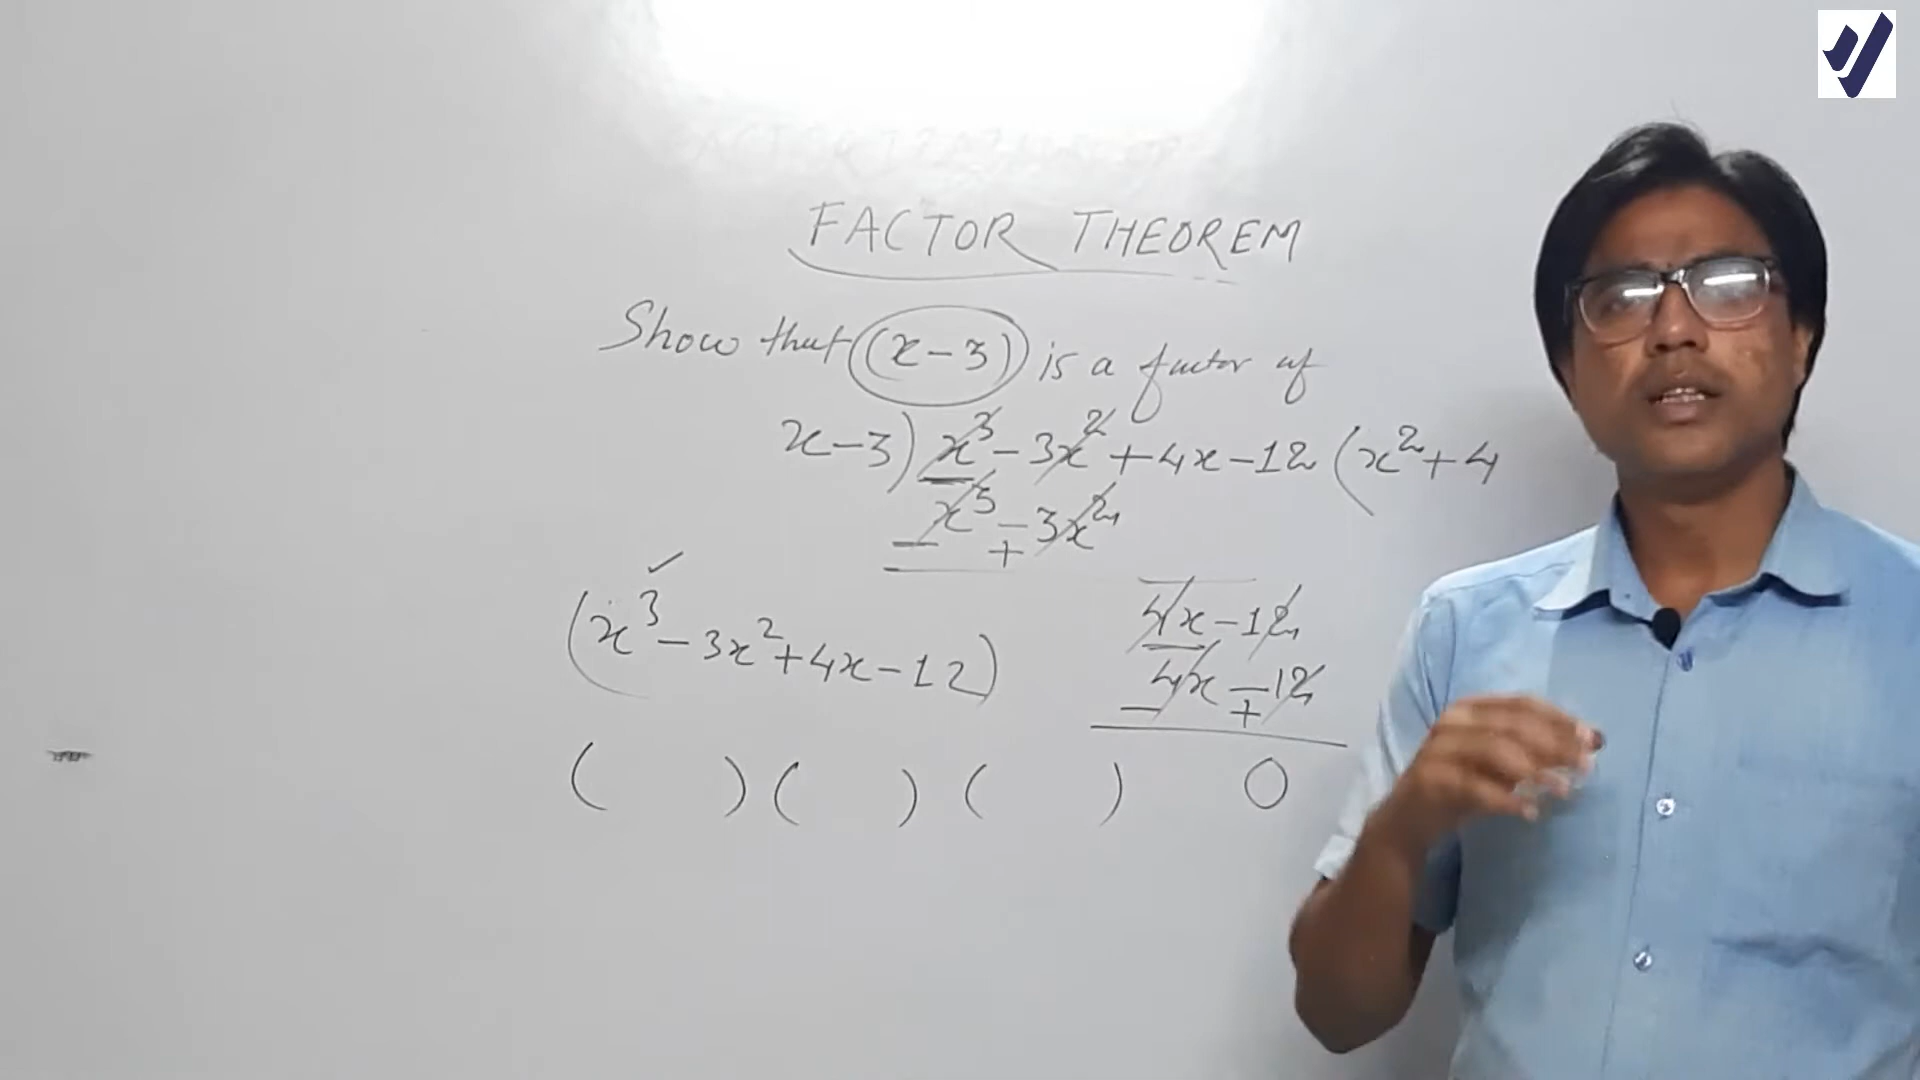 FACTOR THEOREM
Show that (x-3) is a factor of
x-3) x³ - 3x² + 4x - 12 (x² + 4
x³ - 3x²
- +
4x - 12
(x³ - 3x² + 4x - 12)
4x - 12
- +
( ) ( ) ( ) 0